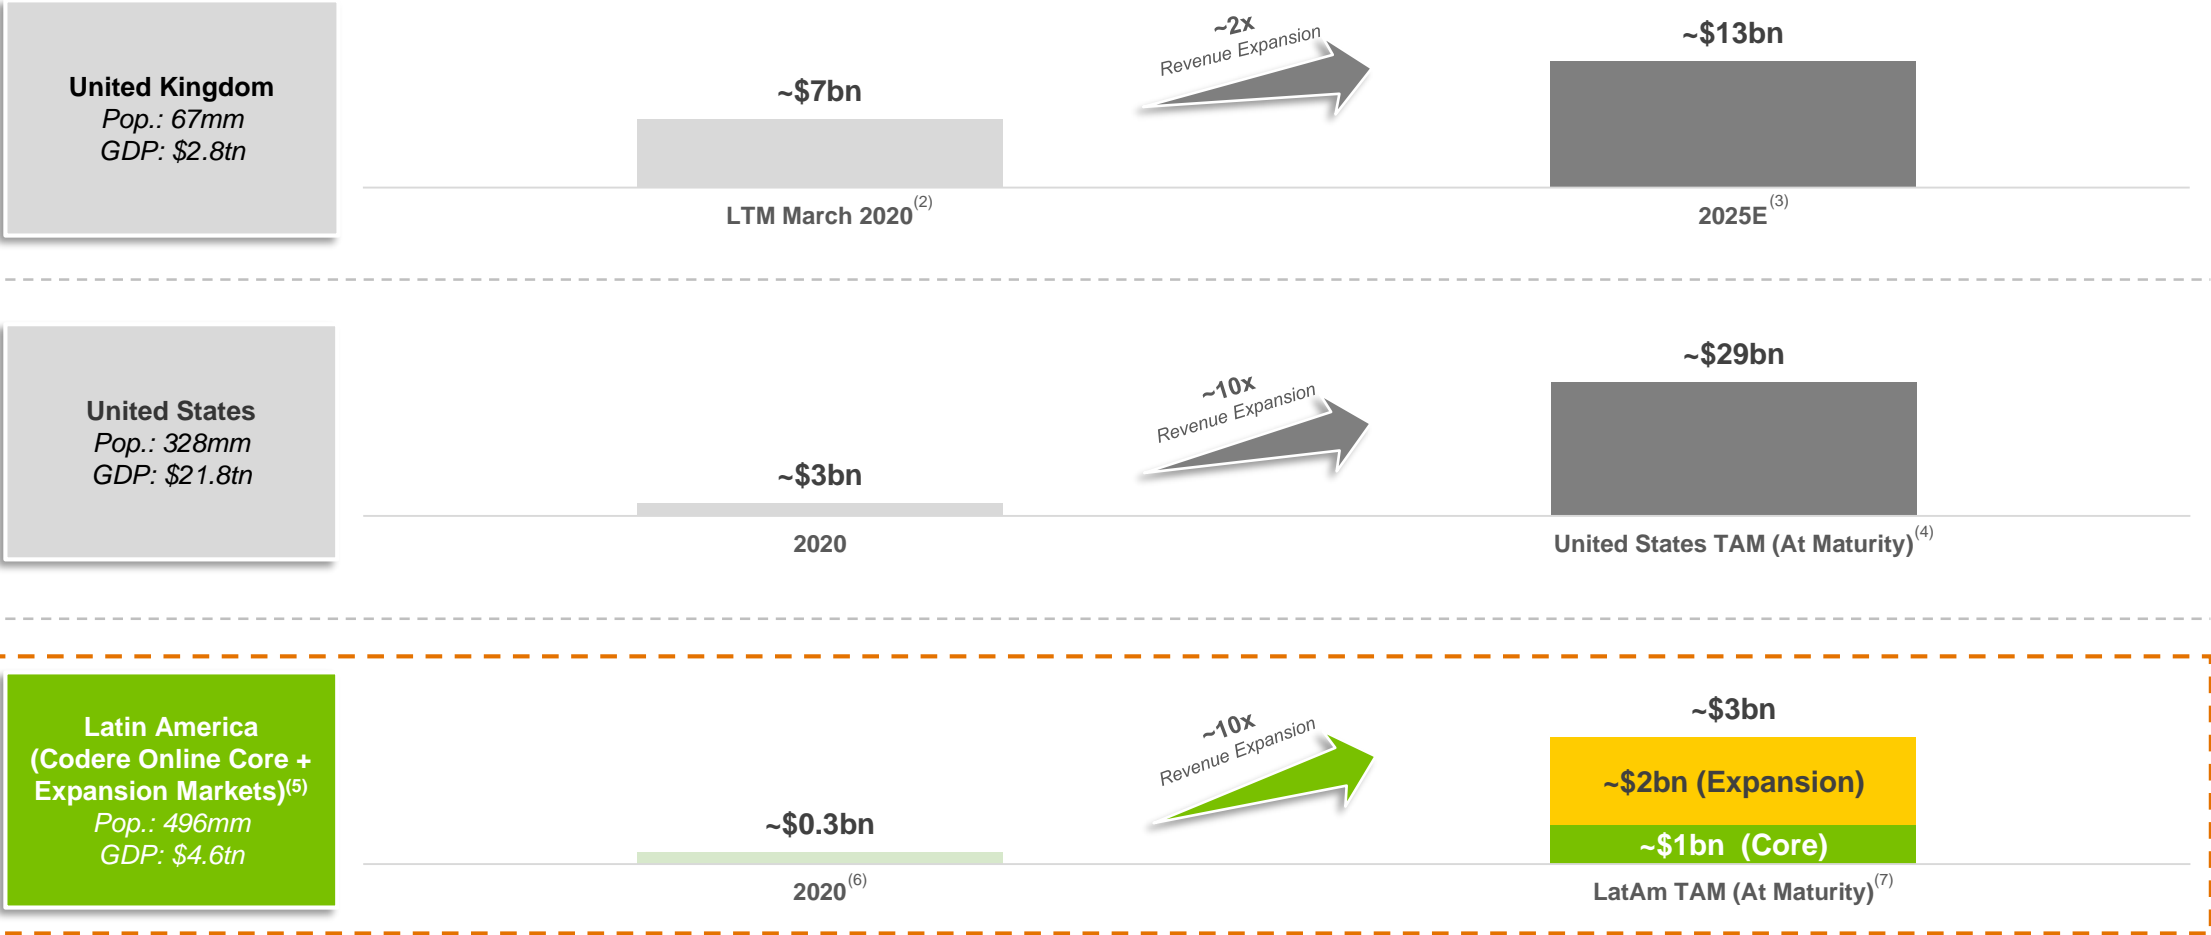 United Kingdom
Pop.: 67mm
GDP: $2.8tn
~$7bn
~2x
Revenue Expansion
~$13bn
LTM March 2020(2)
2025E(3)
United States
Pop.: 328mm
GDP: $21.8tn
~$3bn
~10x
Revenue Expansion
~$29bn
2020
United States TAM (At Maturity)(4)
Latin America
(Codere Online Core +
Expansion Markets)(5)
Pop.: 496mm
GDP: $4.6tn
~$0.3bn
~10x
Revenue Expansion
~$3bn
~$2bn (Expansion)
~$1bn (Core)
2020(6)
LatAm TAM (At Maturity)(7)